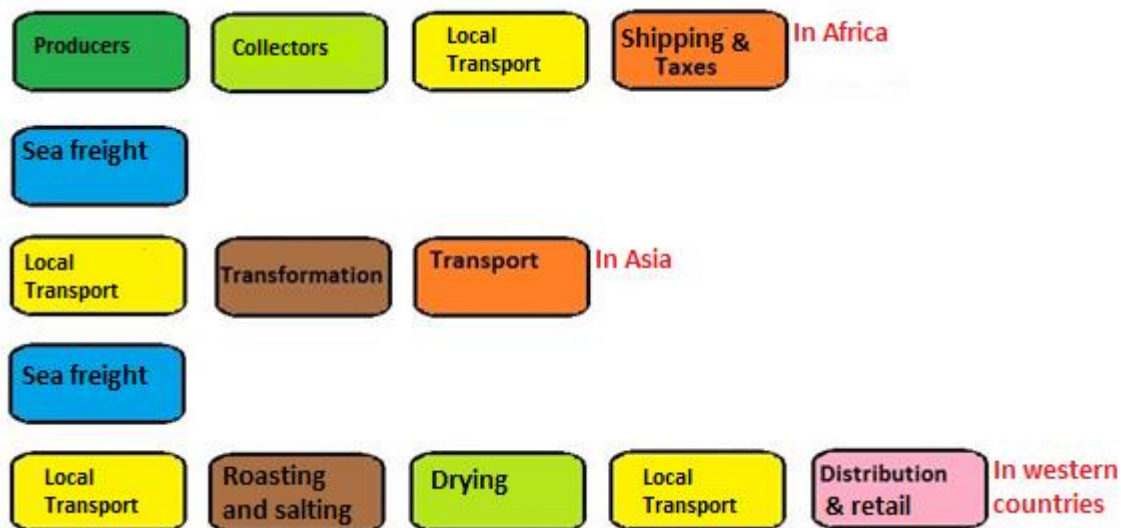 Producers
Collectors
Local
Transport
Shipping &
Taxes
In Africa
Sea freight
Local
Transport
Transformation
Transport
In Asia
Sea freight
Local
Transport
Roasting
and salting
Drying
Local
Transport
Distribution
& retail
In western
countries